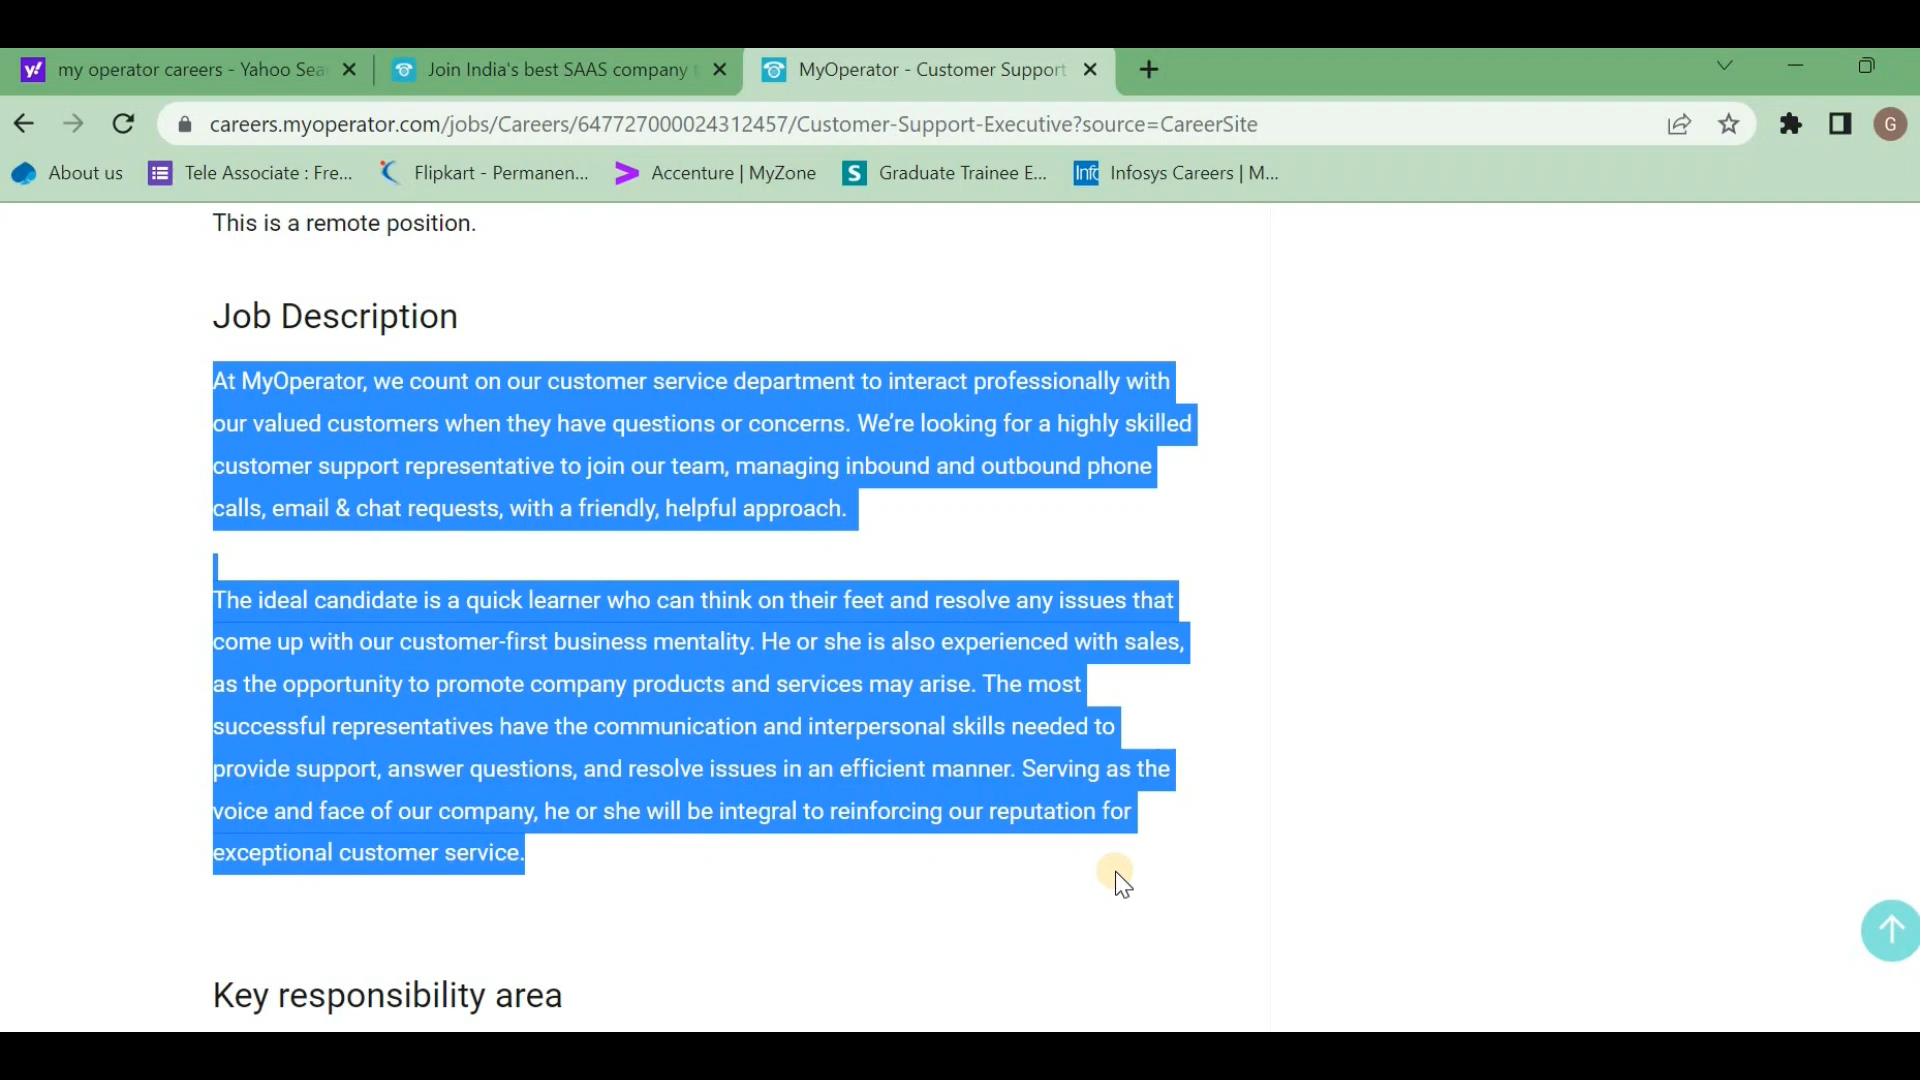 my operator careers - Yahoo Sea
Join India's best SAAS company t
MyOperator - Customer Support
careers.myoperator.com/jobs/Careers/647727000024312457/Customer-Support-Executive?source=CareerSite
G
About us
Tele Associate : Fre...
Flipkart - Permanen...
Accenture | MyZone
S Graduate Trainee E...
Info Infosys Careers | M...
This is a remote position.
Job Description
At MyOperator, we count on our customer service department to interact professionally with
our valued customers when they have questions or concerns. We’re looking for a highly skilled
customer support representative to join our team, managing inbound and outbound phone
calls, email & chat requests, with a friendly, helpful approach.
The ideal candidate is a quick learner who can think on their feet and resolve any issues that
come up with our customer-first business mentality. He or she is also experienced with sales,
as the opportunity to promote company products and services may arise. The most
successful representatives have the communication and interpersonal skills needed to
provide support, answer questions, and resolve issues in an efficient manner. Serving as the
voice and face of our company, he or she will be integral to reinforcing our reputation for
exceptional customer service.
Key responsibility area